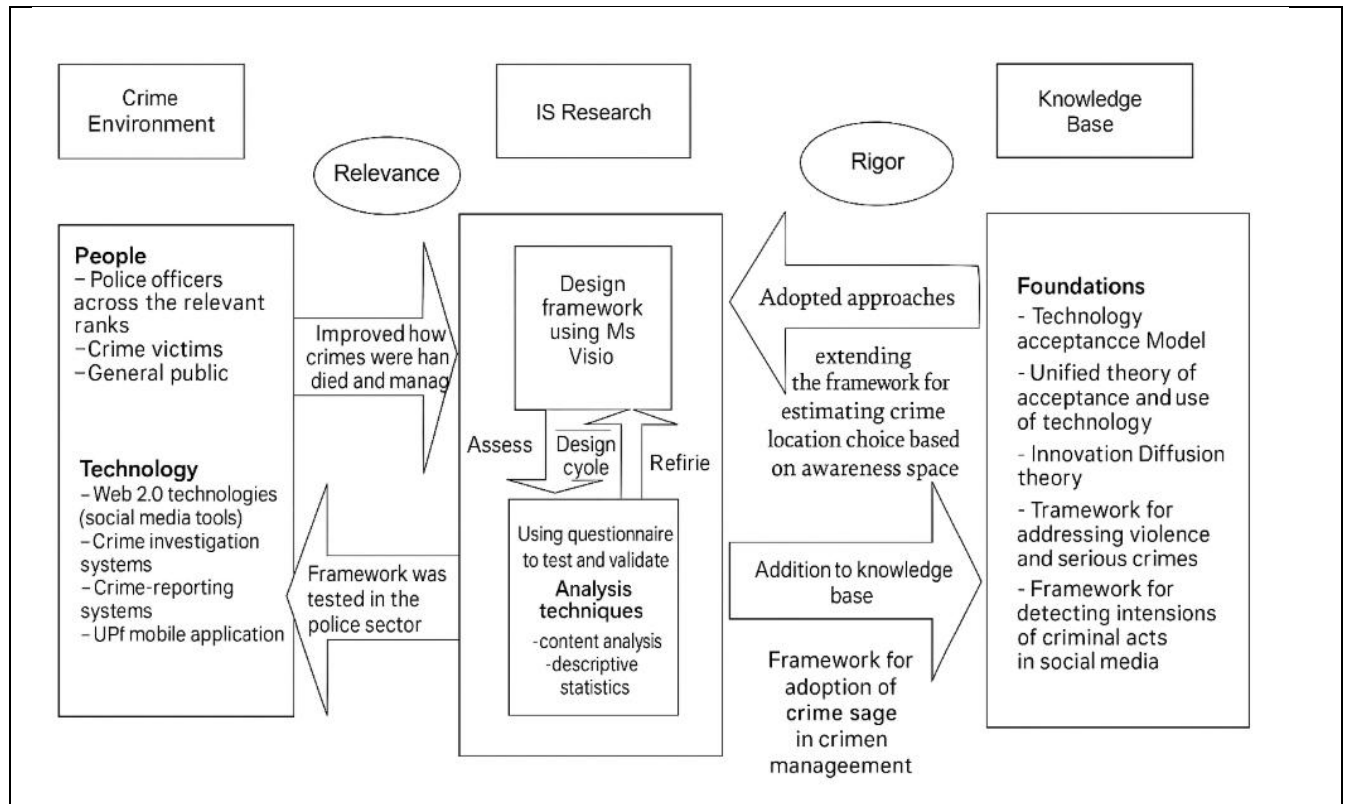 Crime
Environment
IS Research
Knowledge
Base
Relevance
Rigor
People
– Police officers
across the relevant
ranks
– Crime victims
– General public
Technology
– Web 2.0 technologies
(social media tools)
– Crime investigation
systems
– Crime-reporting
systems
– UPf mobile application
Improved how
crimes were han
died and manag
Framework was
tested in the
police sector
Design
framework
using Ms
Visio
Assess
Design
cycle
Refirie
Using questionnaire
to test and validate
Analysis
techniques
-content analysis
-descriptive
statistics
Adopted approaches
extending
the framework for
estimating crime
location choice based
on awareness space
Addition to knowledge
base
Framework for
adoption of
crime sage
in crimen
manageement
Foundations
- Technology
acceptancce Model
- Unified theory of
acceptance and use
of technology
- Innovation Diffusion
theory
- Tramework for
addressing violence
and serious crimes
- Framework for
detecting intensions
of criminal acts
in social media